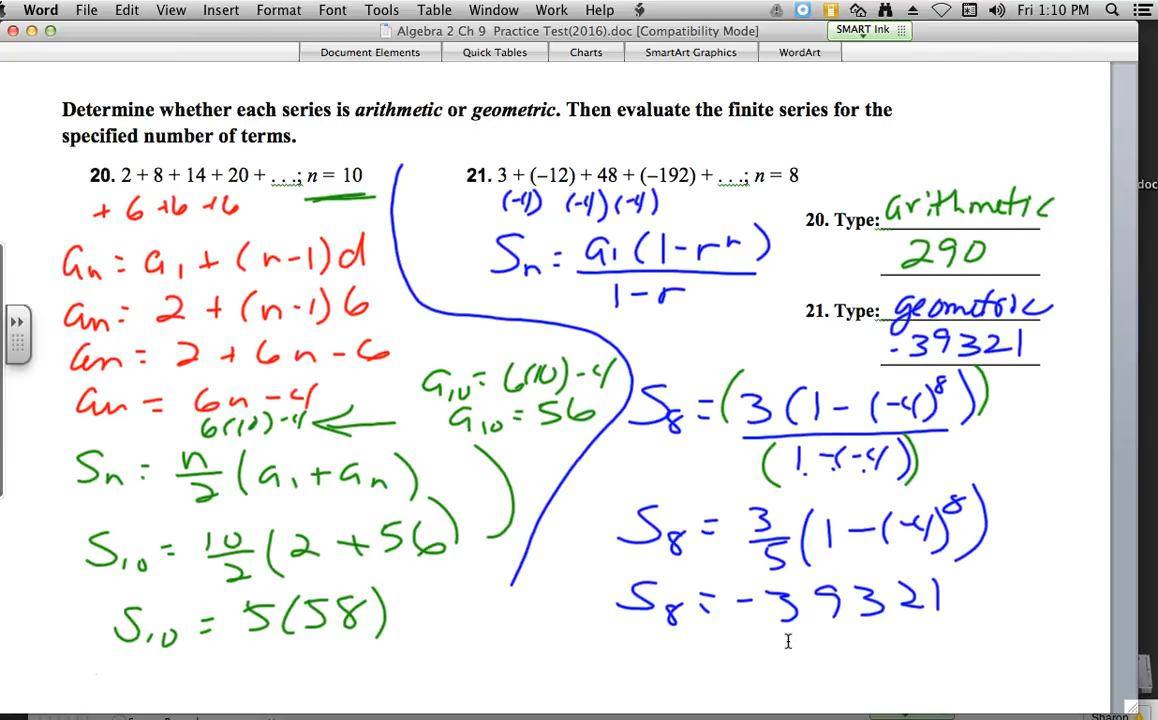 Word File Edit View Insert Format Font Tools Table Window Work Help Fri 1:10 PM
Algebra 2 Ch 9 Practice Test(2016).doc [Compatibility Mode]
SMART Ink
Document Elements Quick Tables Charts SmartArt Graphics WordArt
Determine whether each series is arithmetic or geometric. Then evaluate the finite series for the
specified number of terms.
20. 2 + 8 + 14 + 20 + . . .; n = 10
+ 6 +6 +6
aₙ = a₁ + (n-1)d
aₙ = 2 + (n-1)6
aₙ = 2 + 6n - 6
aₙ = 6n - 4
6(10)-4
a₁₀ = 6(10) - 4
a₁₀ = 56
Sₙ = n/2 (a₁ + aₙ)
S₁₀ = 10/2 (2 + 56)
S₁₀ = 5(58)
21. 3 + (−12) + 48 + (−192) + . . .; n = 8
(-4) (-4) (-4)
Sₙ = a₁(1-rⁿ)
1-r
S₈ = (3(1-(-4)⁸))
(1-(-4))
S₈ = 3/5 (1-(-4)⁸)
S₈ = -39321
20. Type: arithmetic
290
21. Type: geometric
-39321
doc
Sharon